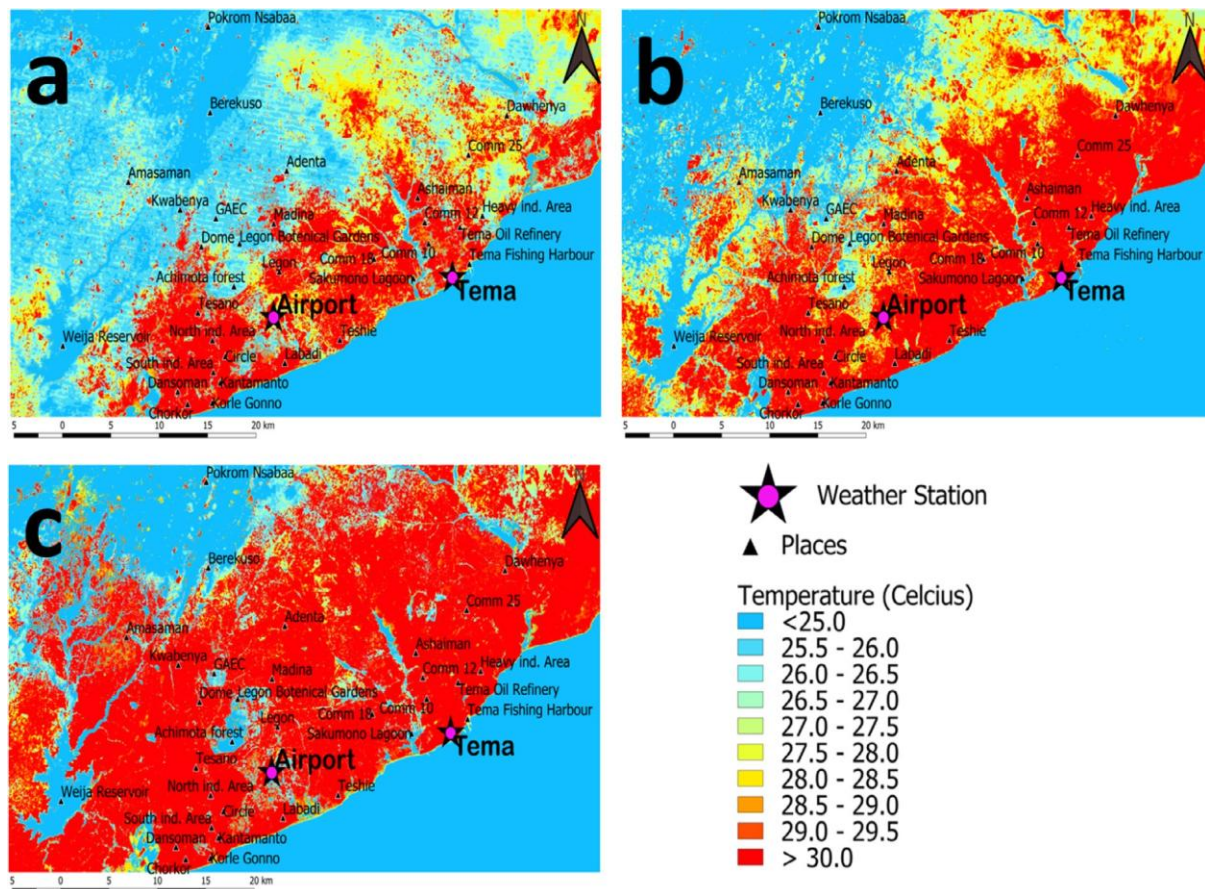 a
N
Pokrom Nsabaa
Berekuso
Dawhenya
Comm 25
Adenta
Amasaman
Ashaiman
Kwabenya
GAEC
Madina
Comm 12
Heavy ind. Area
Dome
Legon Botenical Gardens
Tema Oil Refinery
Comm 18
Comm 10
Tema Fishing Harbour
Legon
Achimota forest
Sakumono Lagoon
Tema
Tesano
Airport
Weija Reservoir
North ind. Area
Teshie
Circle
South ind. Area
Labadi
Dansoman
Kantamanto
Chorkor
Korle Gonno
5 0 5 10 15 20 km
b
N
Pokrom Nsabaa
Berekuso
Dawhenya
Comm 25
Adenta
Amasaman
Ashaiman
Kwabenya
GAEC
Madina
Comm 12
Heavy ind. Area
Dome
Legon Botenical Gardens
Tema Oil Refinery
Comm 18
Comm 10
Tema Fishing Harbour
Legon
Achimota forest
Sakumono Lagoon
Tema
Tesano
Airport
Weija Reservoir
North ind. Area
Teshie
Circle
South ind. Area
Labadi
Dansoman
Kantamanto
Chorkor
Korle Gonno
5 0 5 10 15 20 km
c
N
Pokrom Nsabaa
Berekuso
Dawhenya
Comm 25
Adenta
Amasaman
Ashaiman
Kwabenya
GAEC
Madina
Comm 12
Heavy ind. Area
Dome
Legon Botenical Gardens
Tema Oil Refinery
Comm 18
Comm 10
Tema Fishing Harbour
Legon
Achimota forest
Sakumono Lagoon
Tema
Tesano
Airport
Weija Reservoir
North ind. Area
Teshie
Circle
South ind. Area
Labadi
Dansoman
Kantamanto
Chorkor
Korle Gonno
5 0 5 10 15 20 km
Weather Station
Places
Temperature (Celcius)
<25.0
25.5 - 26.0
26.0 - 26.5
26.5 - 27.0
27.0 - 27.5
27.5 - 28.0
28.0 - 28.5
28.5 - 29.0
29.0 - 29.5
> 30.0